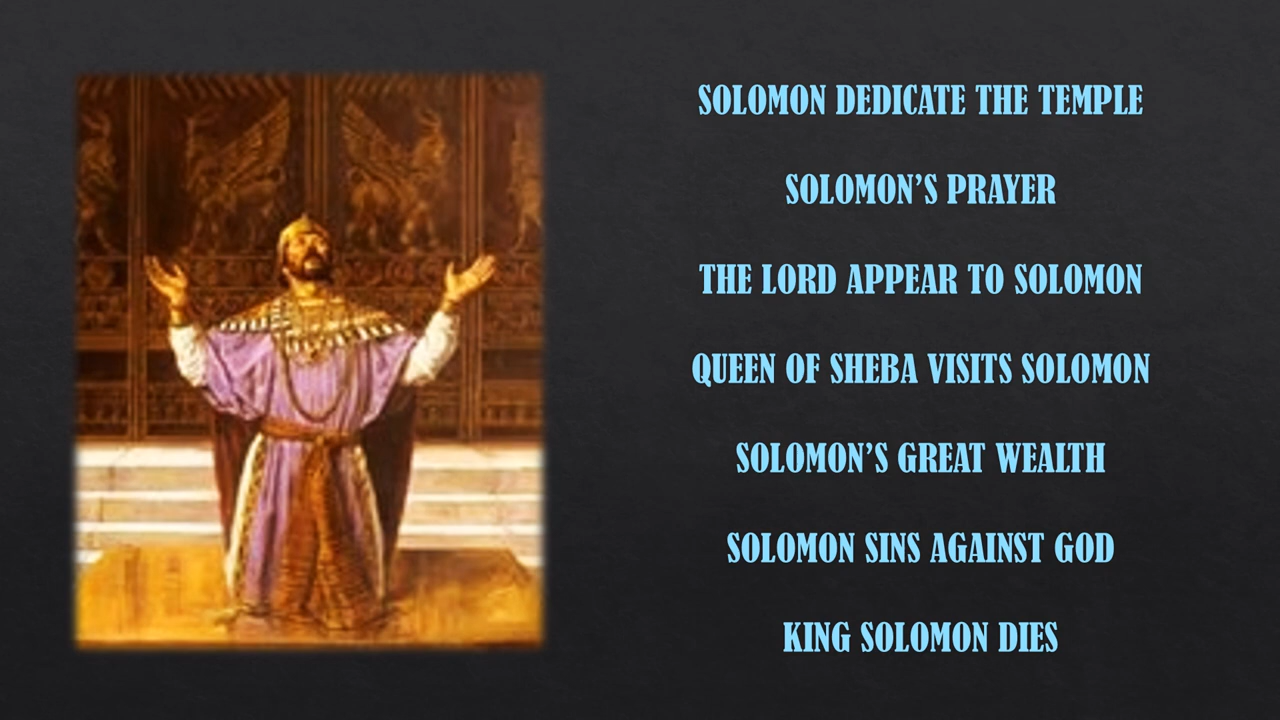 SOLOMON DEDICATE THE TEMPLE
SOLOMON’S PRAYER
THE LORD APPEAR TO SOLOMON
QUEEN OF SHEBA VISITS SOLOMON
SOLOMON’S GREAT WEALTH
SOLOMON SINS AGAINST GOD
KING SOLOMON DIES